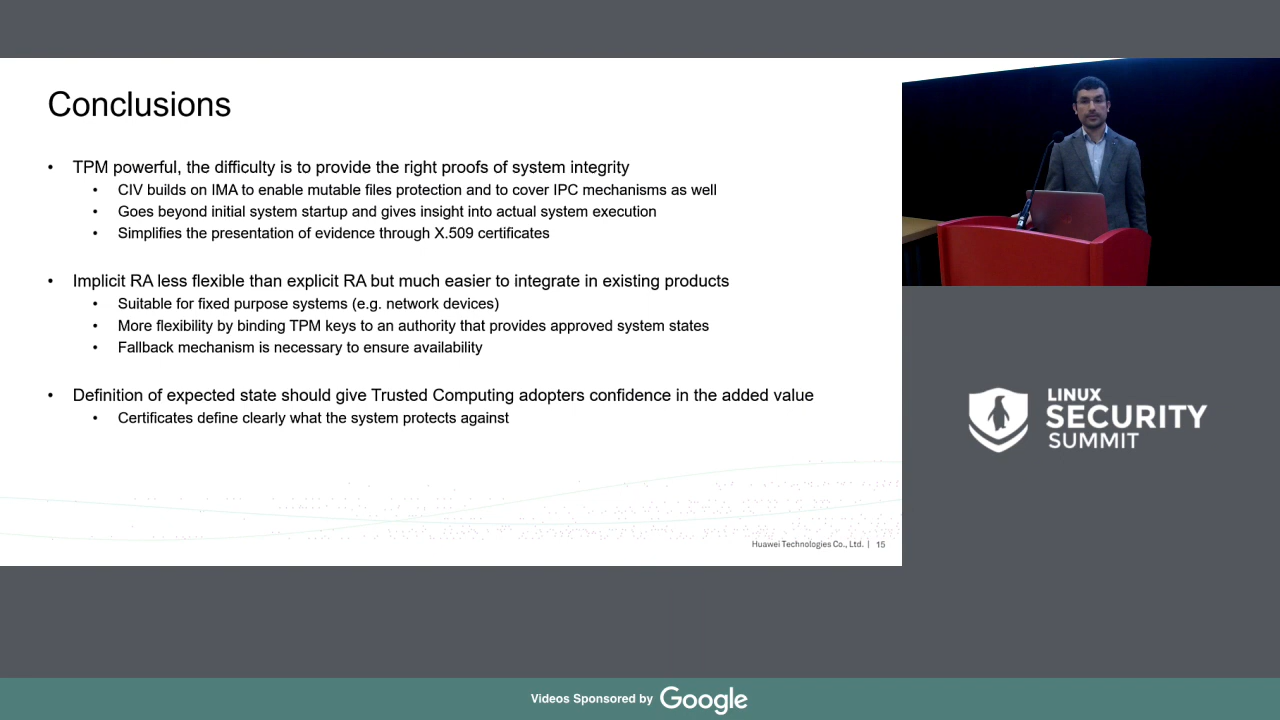 Conclusions
• TPM powerful, the difficulty is to provide the right proofs of system integrity
• CIV builds on IMA to enable mutable files protection and to cover IPC mechanisms as well
• Goes beyond initial system startup and gives insight into actual system execution
• Simplifies the presentation of evidence through X.509 certificates
• Implicit RA less flexible than explicit RA but much easier to integrate in existing products
• Suitable for fixed purpose systems (e.g. network devices)
• More flexibility by binding TPM keys to an authority that provides approved system states
• Fallback mechanism is necessary to ensure availability
• Definition of expected state should give Trusted Computing adopters confidence in the added value
• Certificates define clearly what the system protects against
Huawei Technologies Co., Ltd. | 15
LINUX
SECURITY
SUMMIT
Videos Sponsored by Google